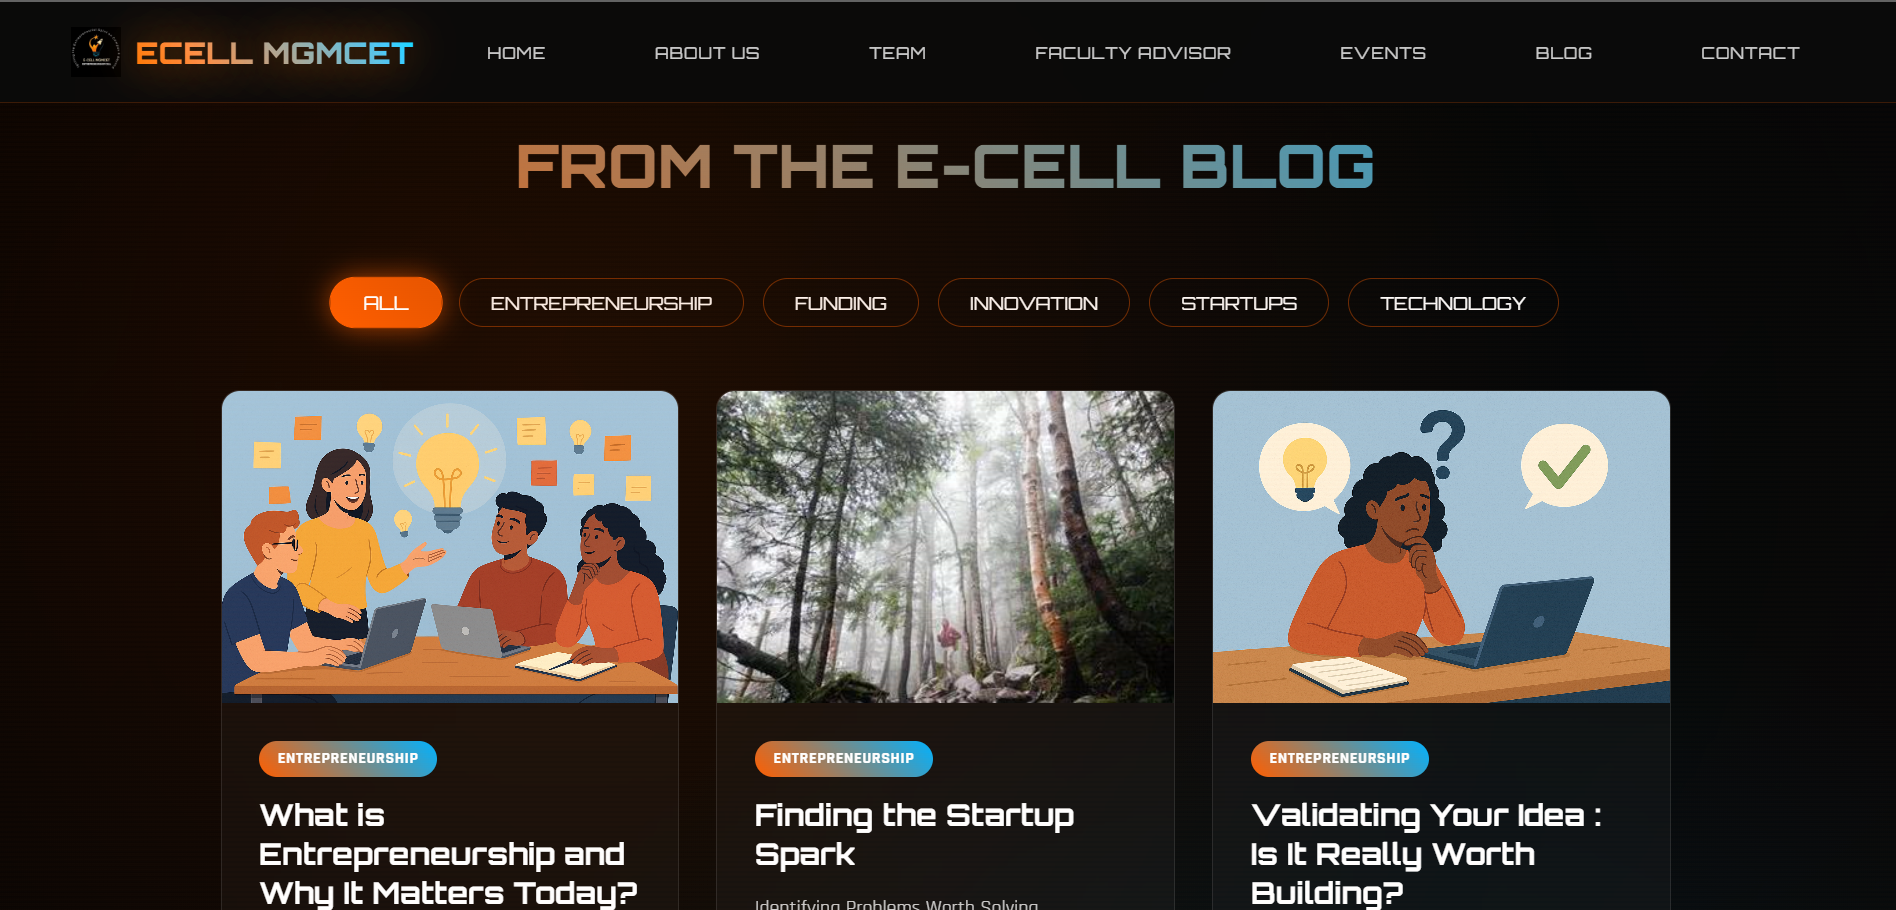 ECELL MGMCET
HOME
ABOUT US
TEAM
FACULTY ADVISOR
EVENTS
BLOG
CONTACT
FROM THE E-CELL BLOG
ALL
ENTREPRENEURSHIP
FUNDING
INNOVATION
STARTUPS
TECHNOLOGY
ENTREPRENEURSHIP
What is
Entrepreneurship and
Why It Matters Today?
ENTREPRENEURSHIP
Finding the Startup
Spark
Identifying Problems Worth Solving
ENTREPRENEURSHIP
Validating Your Idea :
Is It Really Worth
Building?